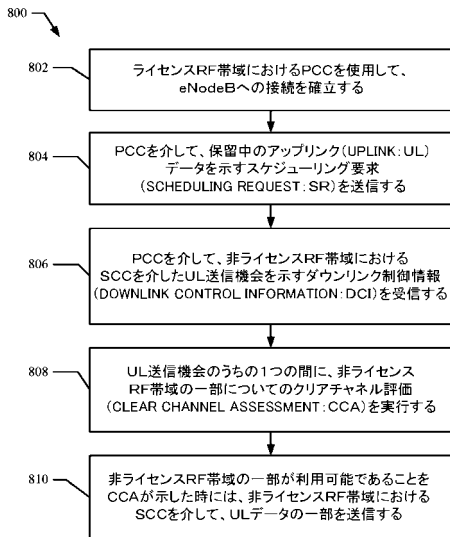 800
802
ライセンスRF帯域におけるPCCを使用して、
eNodeBへの接続を確立する
804
PCCを介して、保留中のアップリンク(UPLINK:UL)
データを示すスケジューリング要求
(SCHEDULING REQUEST:SR)を送信する
806
PCCを介して、非ライセンスRF帯域における
SCCを介したUL送信機会を示すダウンリンク制御情報
(DOWNLINK CONTROL INFORMATION:DCI)を受信する
808
UL送信機会のうちの1つの間に、非ライセンス
RF帯域の一部についてのクリアチャネル評価
(CLEAR CHANNEL ASSESSMENT:CCA)を実行する
810
非ライセンスRF帯域の一部が利用可能であることを
CCAが示した時には、非ライセンスRF帯域における
SCCを介して、ULデータの一部を送信する